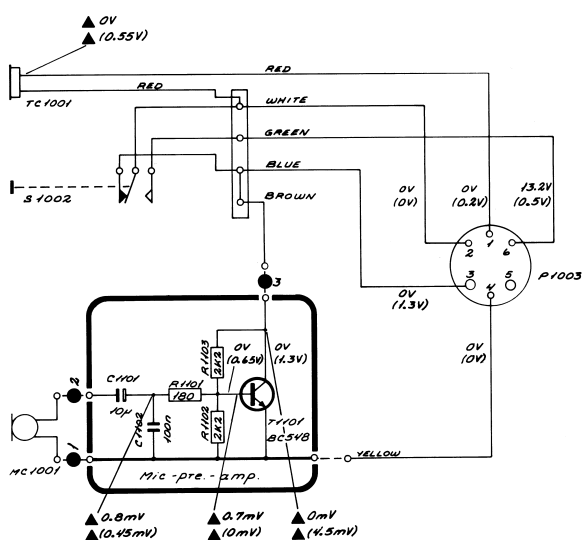 ▲ 0V
▲ (0.55V)
RED
RED
TC1001
WHITE
GREEN
BLUE
BROWN
S1002
0V
(0V)
0V
(0.2V)
13.2V
(0.5V)
2
1
6
3
4
5
P1003
0V
(1.3V)
0V
(0V)
3
2
C1101
10µ
R1101
180
R1103
2K2
0V
(0.65V)
0V
(1.3V)
C1102
100n
R1102
2K2
T1101
BC548
MC1001
1
Mic-pre.-amp.
YELLOW
▲ 0.8mV
▲ (0.45mV)
▲ 0.7mV
▲ (0mV)
▲ 0mV
▲ (4.5mV)